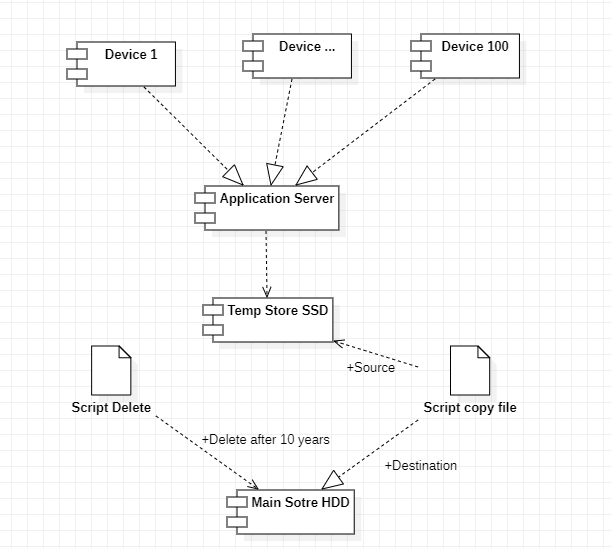 Device 1
Device ...
Device 100
Application Server
Temp Store SSD
+Source
Script Delete
Script copy file
+Delete after 10 years
+Destination
Main Sotre HDD